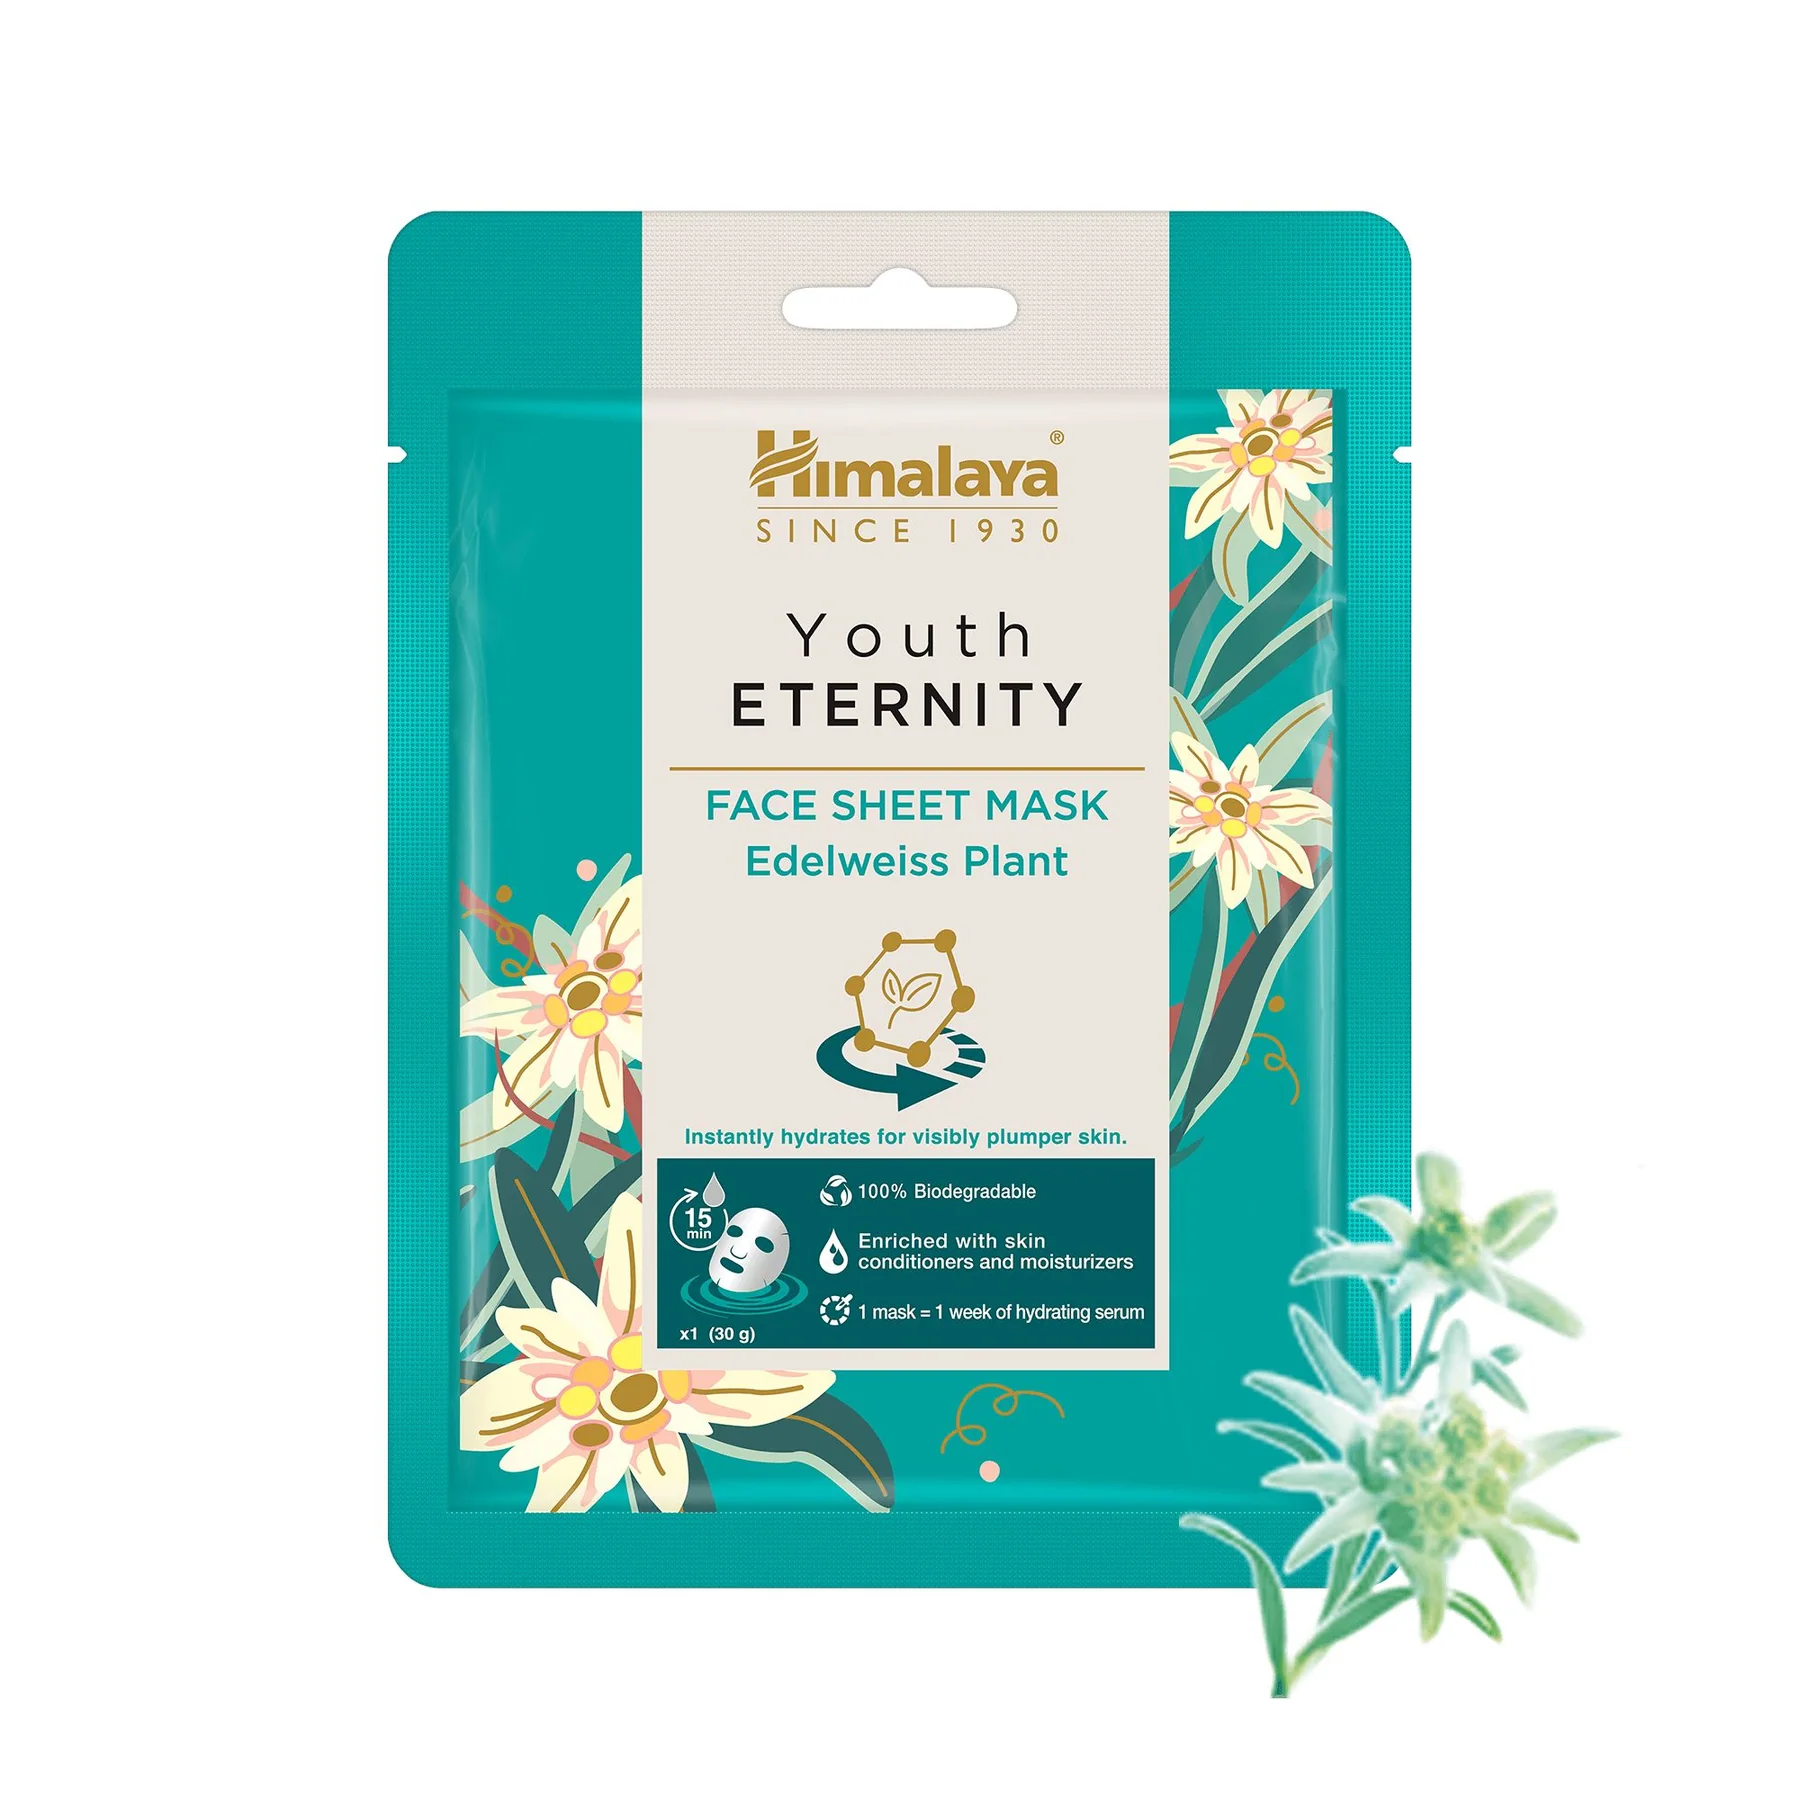 Himalaya®
SINCE 1930
Youth
ETERNITY
FACE SHEET MASK
Edelweiss Plant
Instantly hydrates for visibly plumper skin.
15
min
x1 (30 g)
100% Biodegradable
Enriched with skin
conditioners and moisturizers
1 mask = 1 week of hydrating serum